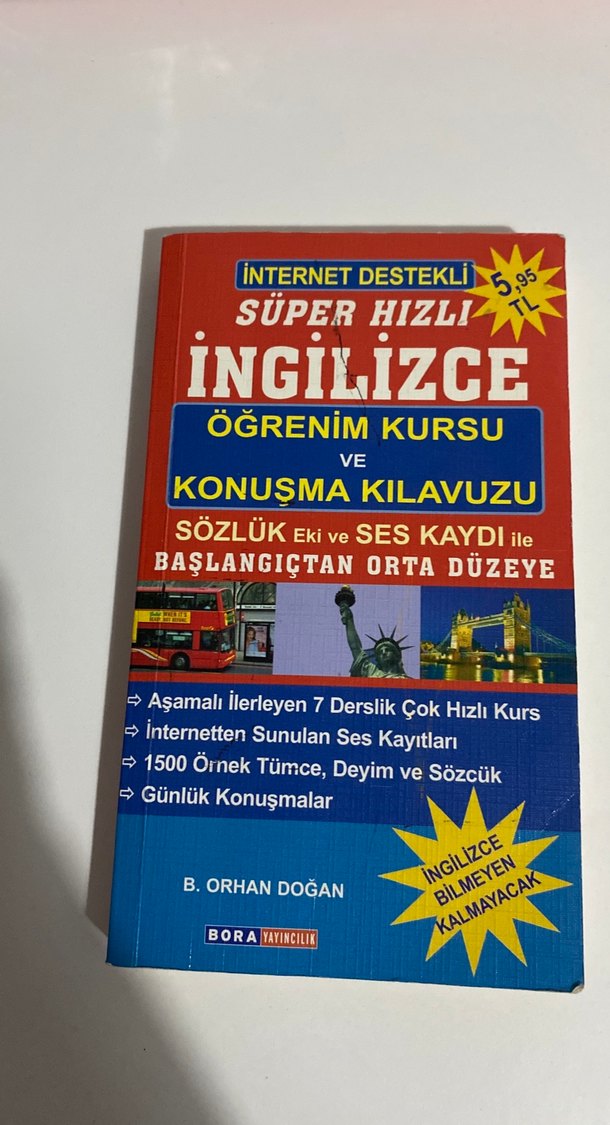 İNTERNET DESTEKLİ
5,95
TL
SÜPER HIZLI
İNGİLİZCE
ÖĞRENİM KURSU
VE
KONUŞMA KILAVUZU
SÖZLÜK Eki ve SES KAYDI ile
BAŞLANGIÇTAN ORTA DÜZEYE
⇨ Aşamalı İlerleyen 7 Derslik Çok Hızlı Kurs
⇨ İnternetten Sunulan Ses Kayıtları
⇨ 1500 Örnek Tümce, Deyim ve Sözcük
⇨ Günlük Konuşmalar
İNGİLİZCE
BİLMEYEN
KALMAYACAK
B. ORHAN DOĞAN
BORA YAYINCILIK